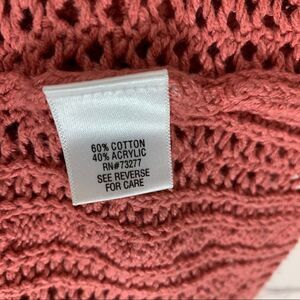 60% COTTON
40% ACRYLIC
RN#73277
SEE REVERSE
FOR CARE